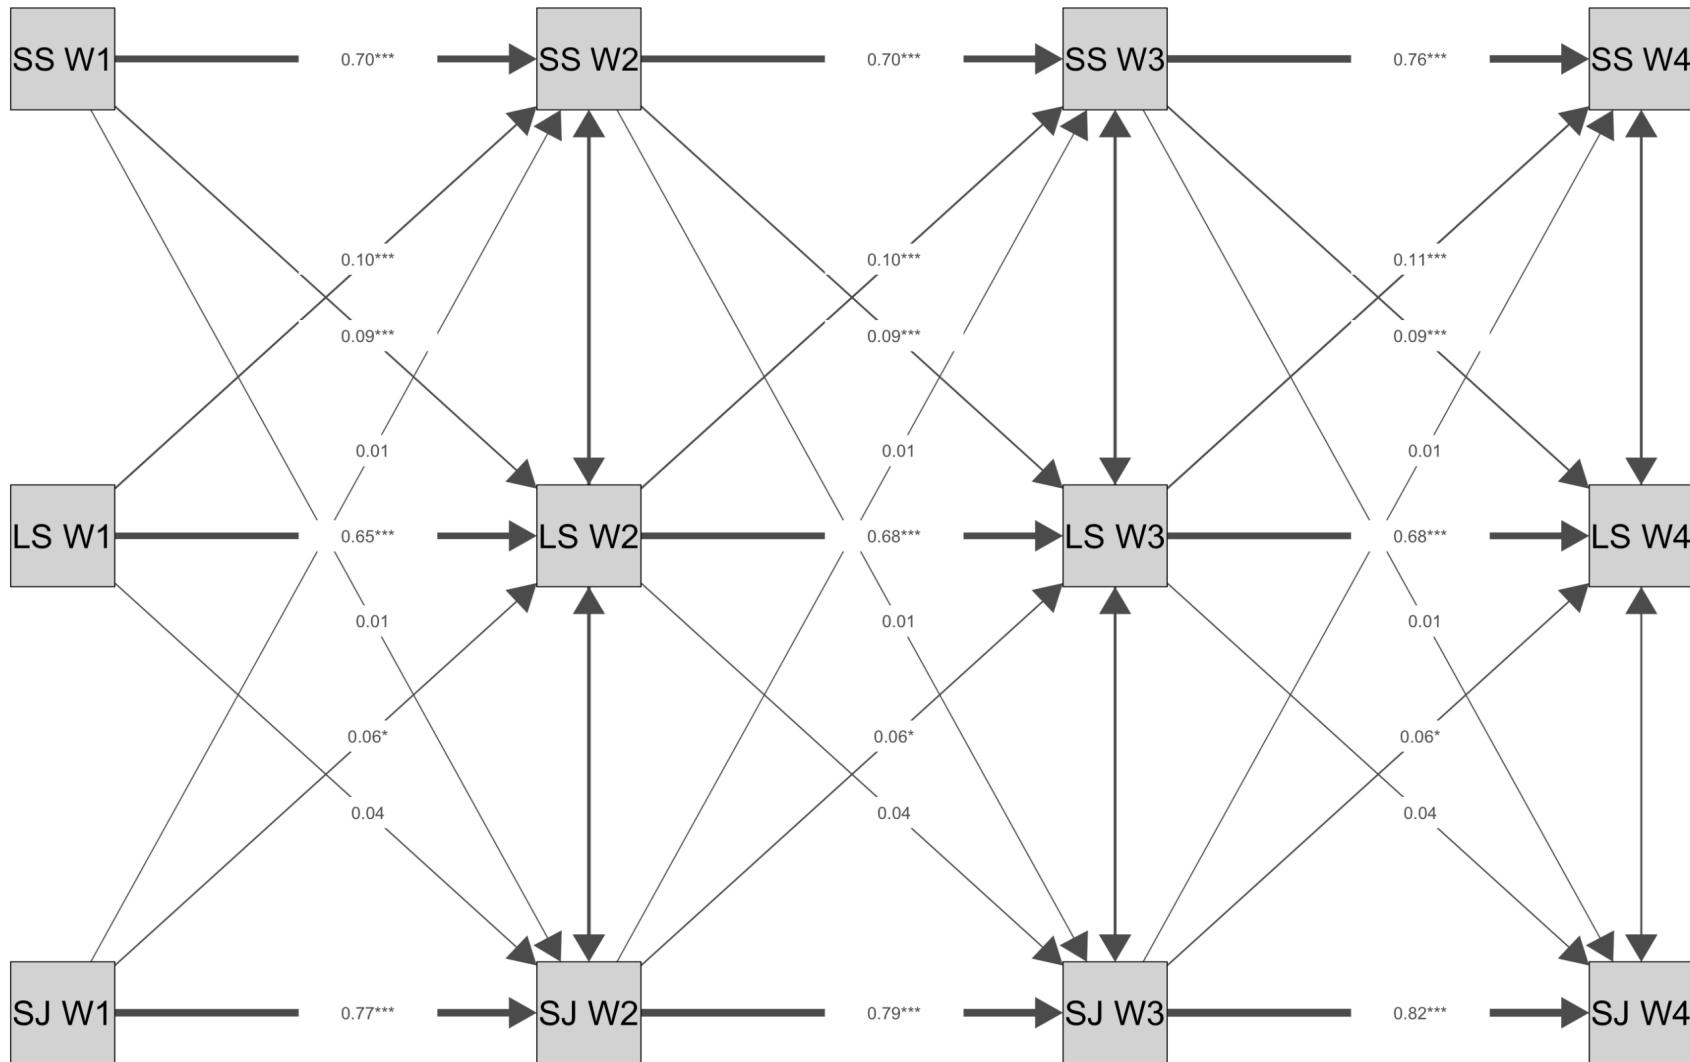 SS W1 0.70*** SS W2 0.70*** SS W3 0.76*** SS W4
0.10*** 0.10*** 0.11***
0.09*** 0.09*** 0.09***
0.01 0.01 0.01
LS W1 0.65*** LS W2 0.68*** LS W3 0.68*** LS W4
0.01 0.01 0.01
0.06* 0.06* 0.06*
0.04 0.04 0.04
SJ W1 0.77*** SJ W2 0.79*** SJ W3 0.82*** SJ W4